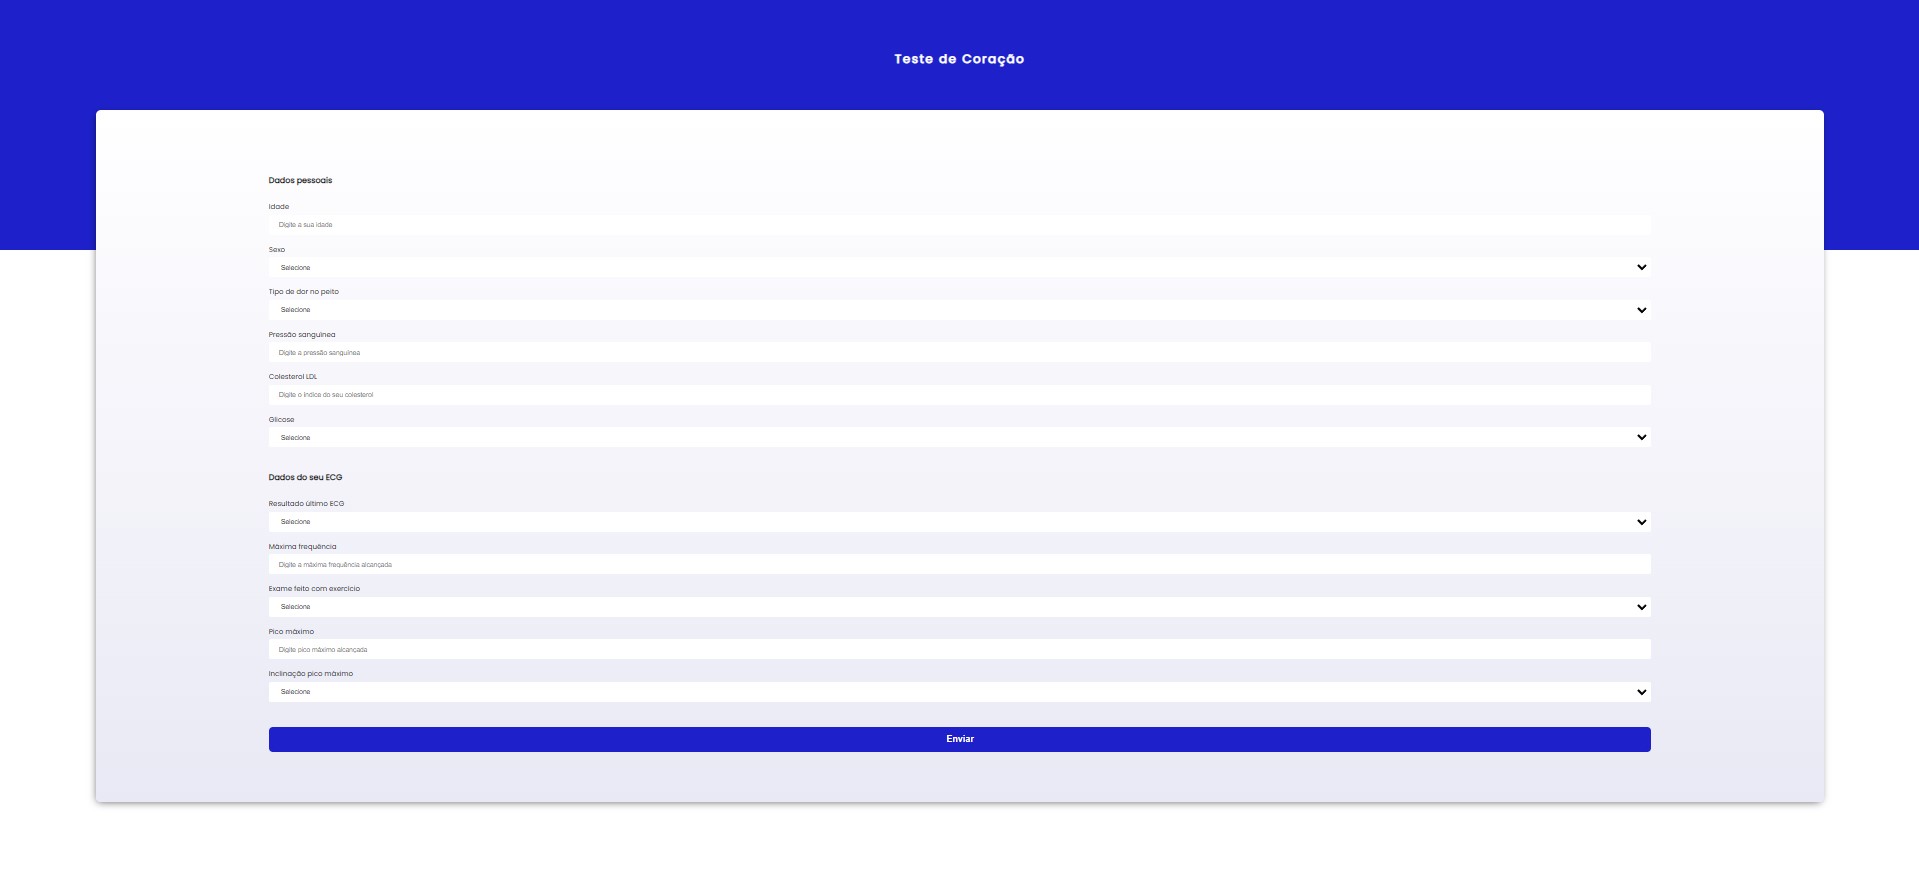 Teste de Coração
Dados pessoais
Idade
Digite a sua idade
Sexo
Selecione
Tipo de dor no peito
Selecione
Pressão sanguínea
Digite a pressão sanguínea
Colesterol LDL
Digite o índice do seu colesterol
Glicose
Selecione
Dados do seu ECG
Resultado último ECG
Selecione
Máxima frequência
Digite a máxima frequência alcançada
Exame feito com exercício
Selecione
Pico máximo
Digite pico máximo alcançada
Inclinação pico máximo
Selecione
Enviar